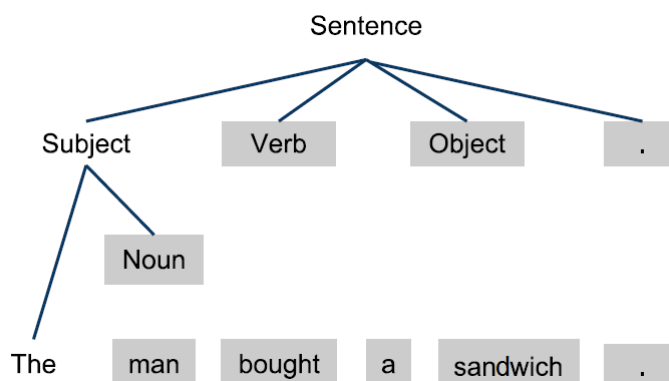 Sentence
Subject Verb Object .
Noun
The man bought a sandwich .